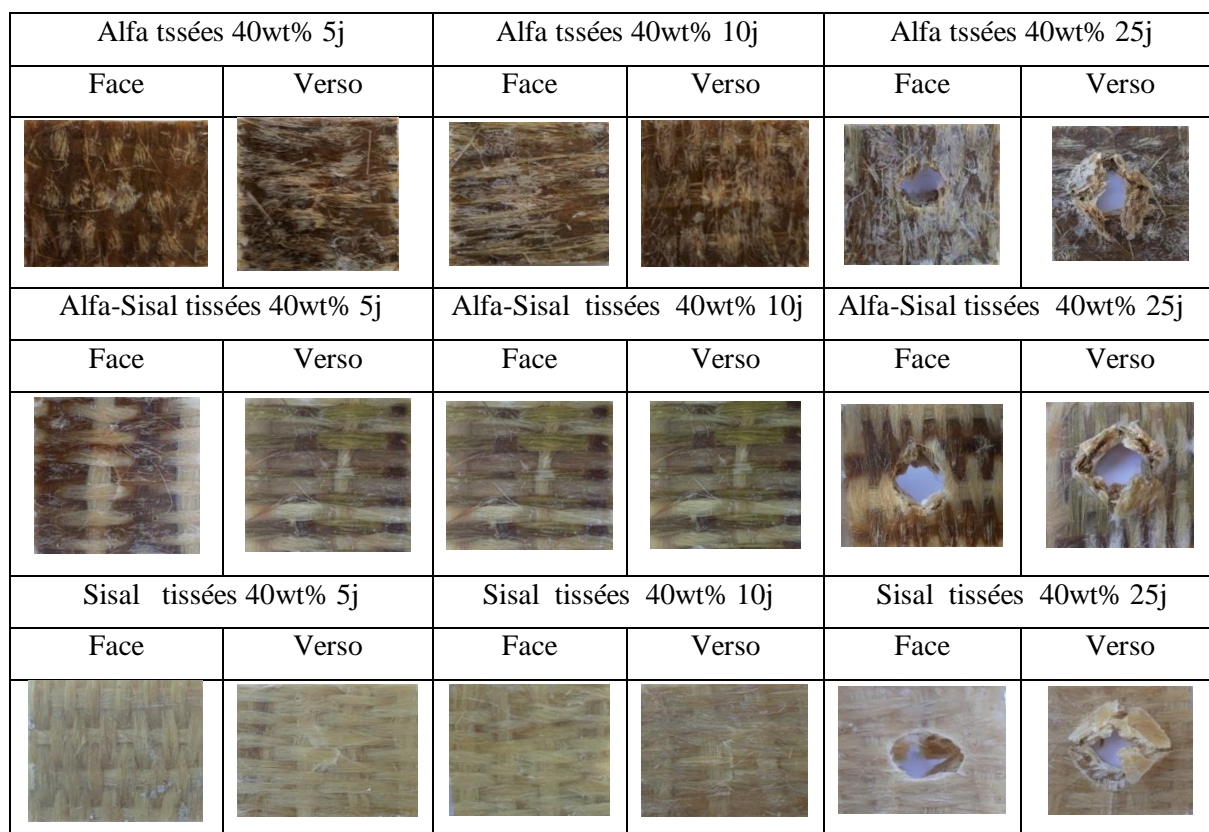 Alfa tssées 40wt% 5j Alfa tssées 40wt% 10j Alfa tssées 40wt% 25j
Face Verso Face Verso Face Verso
Alfa-Sisal tissées 40wt% 5j Alfa-Sisal tissées 40wt% 10j Alfa-Sisal tissées 40wt% 25j
Face Verso Face Verso Face Verso
Sisal tissées 40wt% 5j Sisal tissées 40wt% 10j Sisal tissées 40wt% 25j
Face Verso Face Verso Face Verso